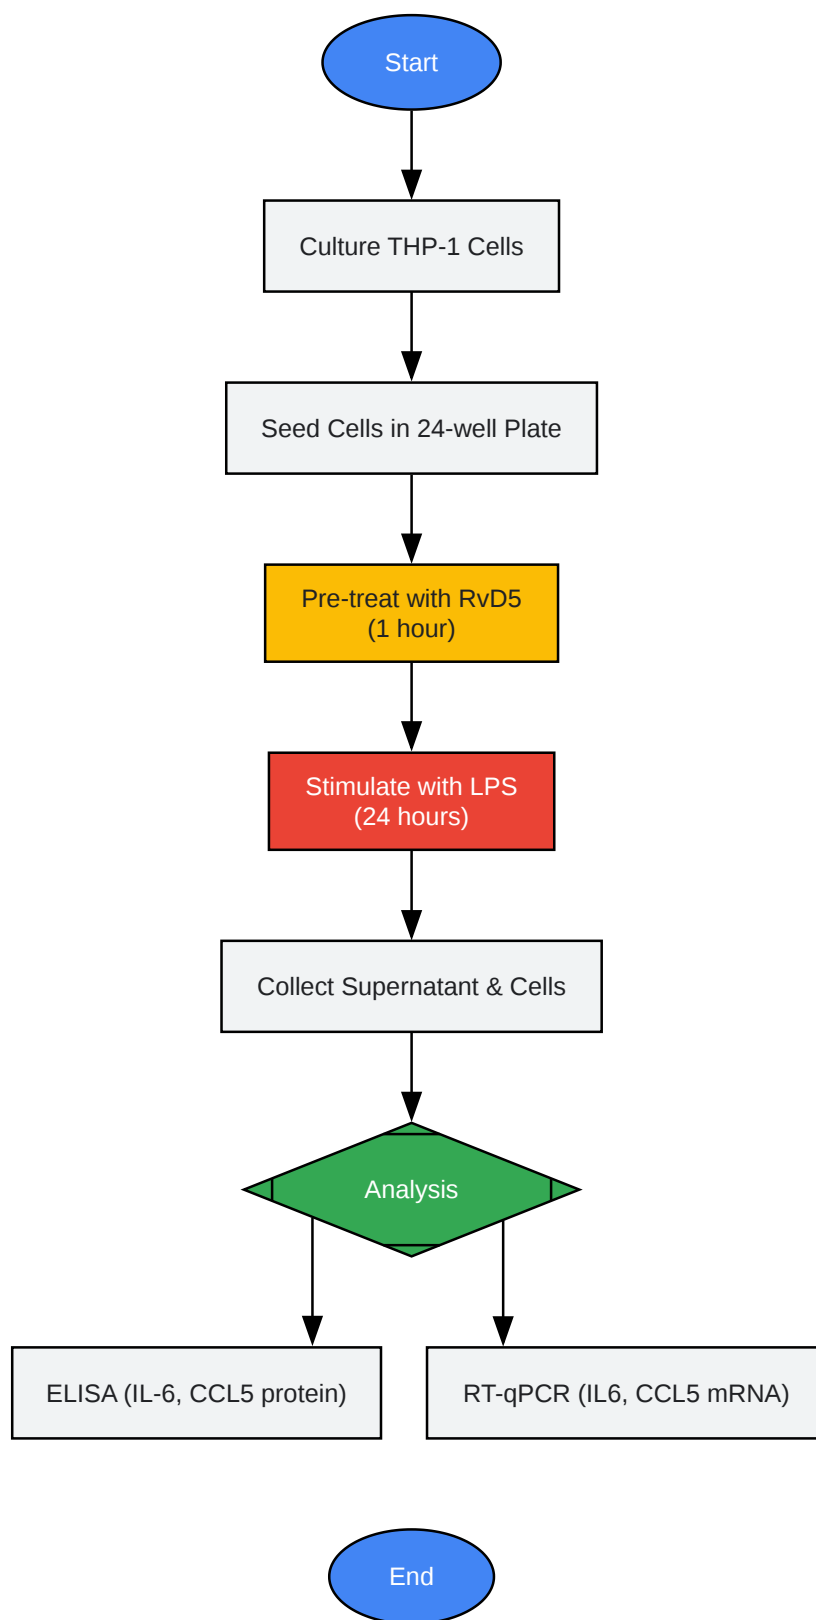 Start
Culture THP-1 Cells
Seed Cells in 24-well Plate
Pre-treat with RvD5
(1 hour)
Stimulate with LPS
(24 hours)
Collect Supernatant & Cells
Analysis
ELISA (IL-6, CCL5 protein)
RT-qPCR (IL6, CCL5 mRNA)
End